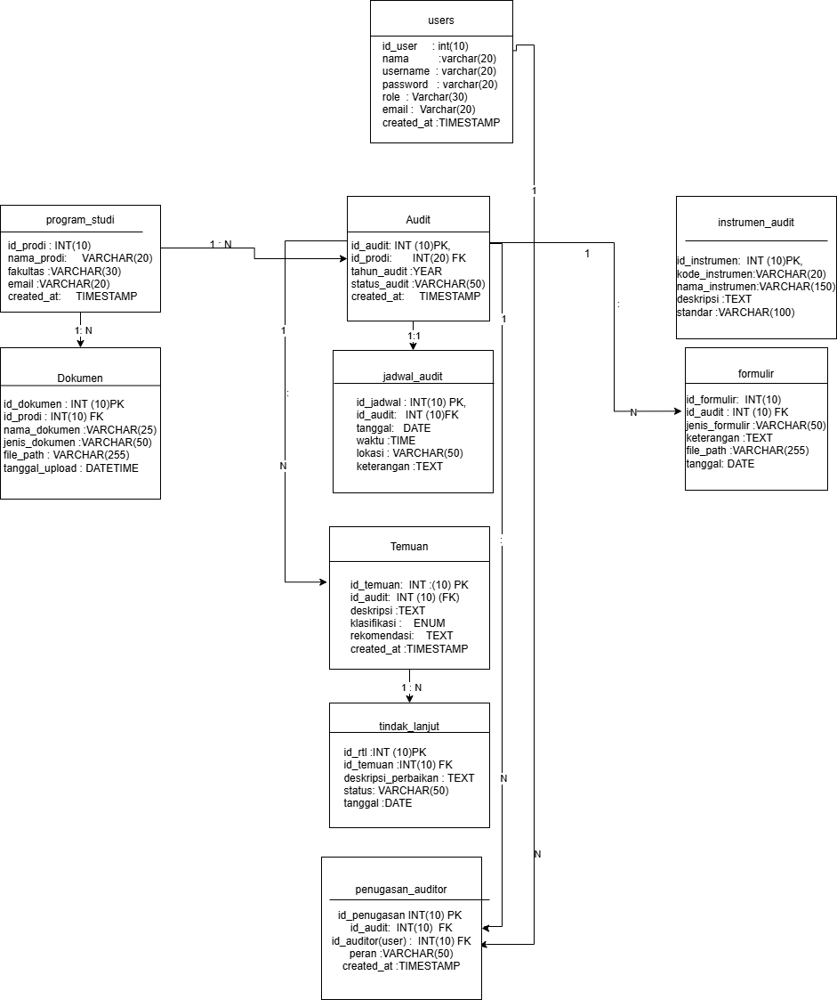 users
id_user : int(10)
nama :varchar(20)
username : varchar(20)
password : varchar(20)
role : Varchar(30)
email : Varchar(20)
created_at :TIMESTAMP
1
program_studi
id_prodi : INT(10)
nama_prodi: VARCHAR(20)
fakultas :VARCHAR(30)
email :VARCHAR(20)
created_at: TIMESTAMP
1 : N
Audit
id_audit: INT (10)PK,
id_prodi: INT(20) FK
tahun_audit :YEAR
status_audit :VARCHAR(50)
created_at: TIMESTAMP
1
:
N
instrumen_audit
id_instrumen: INT (10)PK,
kode_instrumen:VARCHAR(20)
nama_instrumen:VARCHAR(150)
deskripsi :TEXT
standar :VARCHAR(100)
1: N
Dokumen
id_dokumen : INT (10)PK
id_prodi : INT(10) FK
nama_dokumen :VARCHAR(25)
jenis_dokumen :VARCHAR(50)
file_path : VARCHAR(255)
tanggal_upload : DATETIME
1
:
N
1:1
jadwal_audit
id_jadwal : INT(10) PK,
id_audit: INT (10)FK
tanggal: DATE
waktu :TIME
lokasi : VARCHAR(50)
keterangan :TEXT
1
:
N
formulir
id_formulir: INT(10)
id_audit : INT (10) FK
jenis_formulir :VARCHAR(50)
keterangan :TEXT
file_path :VARCHAR(255)
tanggal: DATE
Temuan
id_temuan: INT :(10) PK
id_audit: INT (10) (FK)
deskripsi :TEXT
klasifikasi : ENUM
rekomendasi: TEXT
created_at :TIMESTAMP
1 : N
tindak_lanjut
id_rtl :INT (10)PK
id_temuan :INT(10) FK
deskripsi_perbaikan : TEXT
status: VARCHAR(50)
tanggal :DATE
N
penugasan_auditor
id_penugasan INT(10) PK
id_audit: INT(10) FK
id_auditor(user) : INT(10) FK
peran :VARCHAR(50)
created_at :TIMESTAMP